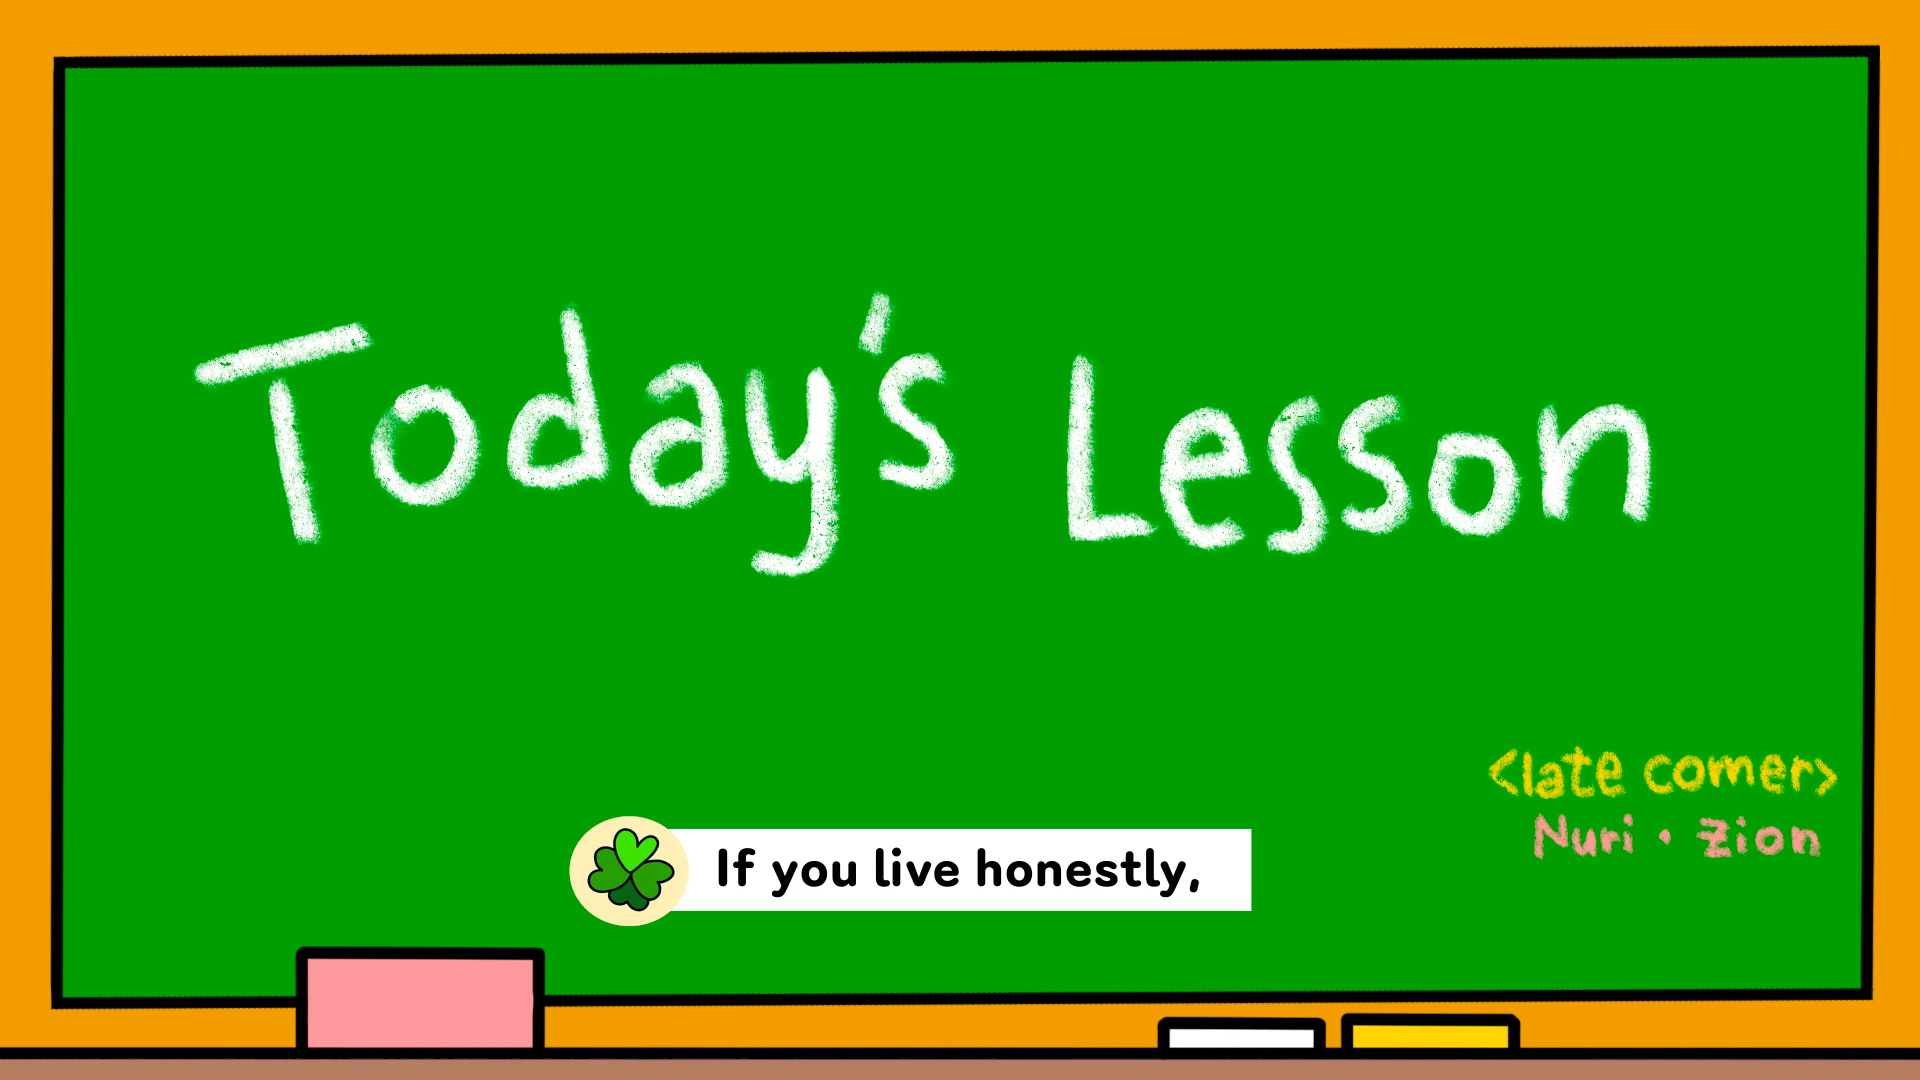 Today's Lesson
<late comer>
Nuri · Zion
If you live honestly,